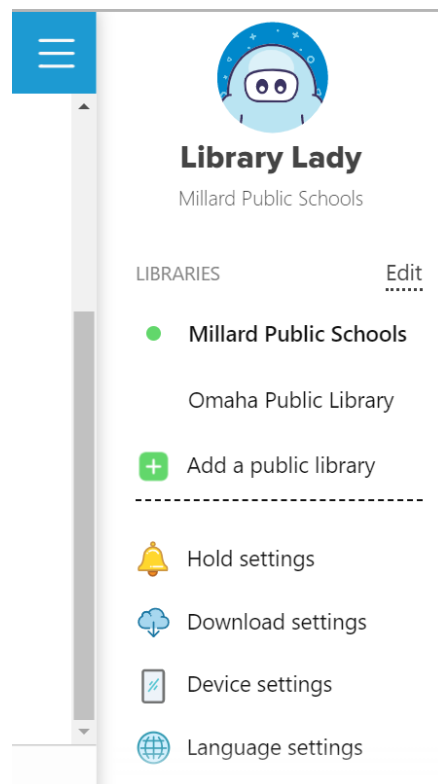 Library Lady
Millard Public Schools
LIBRARIES Edit
Millard Public Schools
Omaha Public Library
Add a public library
Hold settings
Download settings
Device settings
Language settings